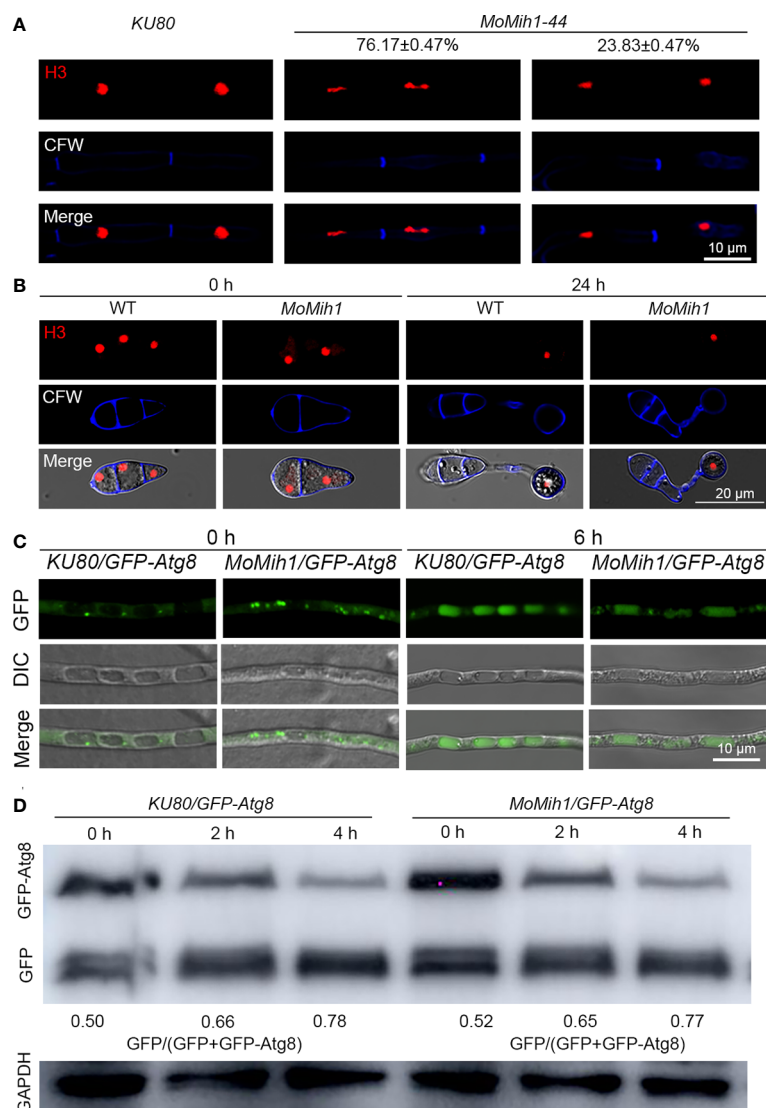 A
KU80
MoMih1-44
76.17±0.47%
23.83±0.47%
H3
CFW
Merge
10 µm
B
0 h
24 h
WT
MoMih1
WT
MoMih1
H3
CFW
Merge
20 µm
C
0 h
6 h
KU80/GFP-Atg8
MoMih1/GFP-Atg8
KU80/GFP-Atg8
MoMih1/GFP-Atg8
GFP
DIC
Merge
10 µm
D
KU80/GFP-Atg8
MoMih1/GFP-Atg8
0 h
2 h
4 h
0 h
2 h
4 h
GFP-Atg8
GFP
0.50
0.66
0.78
0.52
0.65
0.77
GFP/(GFP+GFP-Atg8)
GFP/(GFP+GFP-Atg8)
GAPDH